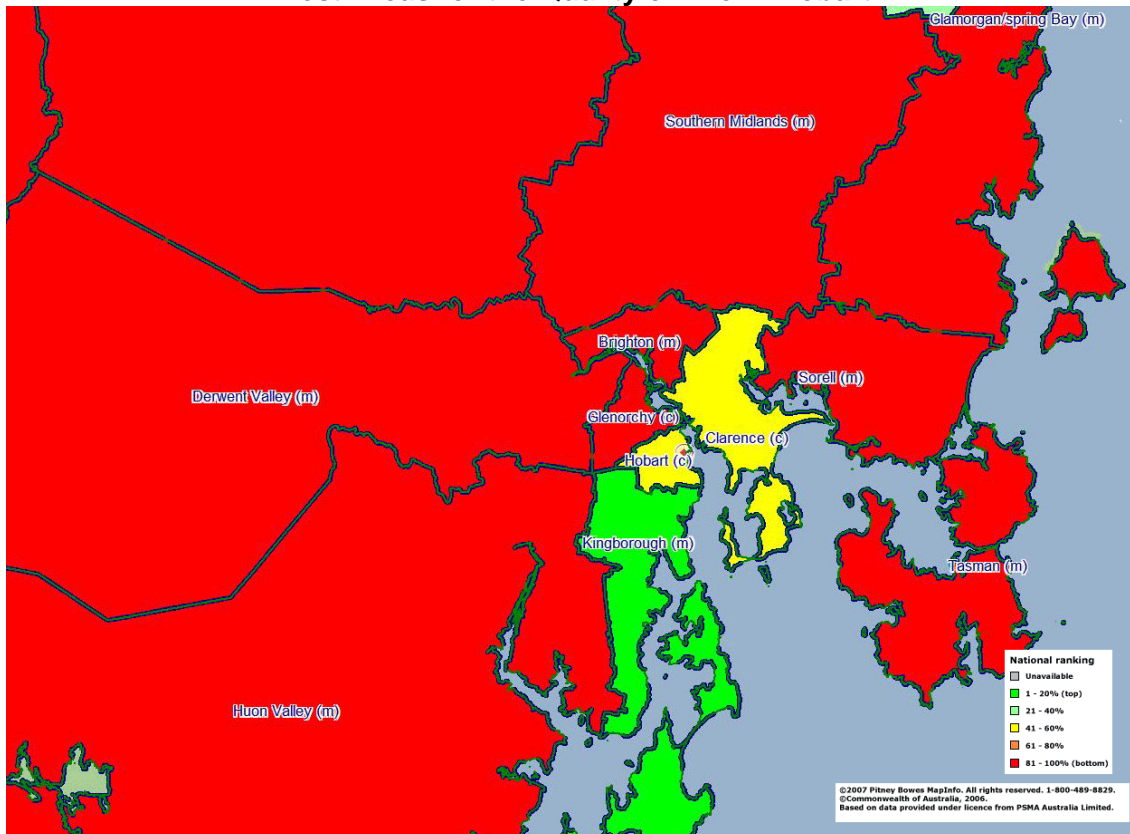 Glamorgan/spring Bay (m)
Southern Midlands (m)
Brighton (m)
Sorell (m)
Derwent Valley (m)
Glenorchy (c)
Clarence (c)
Hobart (c)
Kingborough (m)
Tasman (m)
Huon Valley (m)
National ranking
Unavailable
1 - 20% (top)
21 - 40%
41 - 60%
61 - 80%
81 - 100% (bottom)
©2007 Pitney Bowes MapInfo. All rights reserved. 1-800-489-8829.
©Commonwealth of Australia, 2006.
Based on data provided under licence from PSMA Australia Limited.